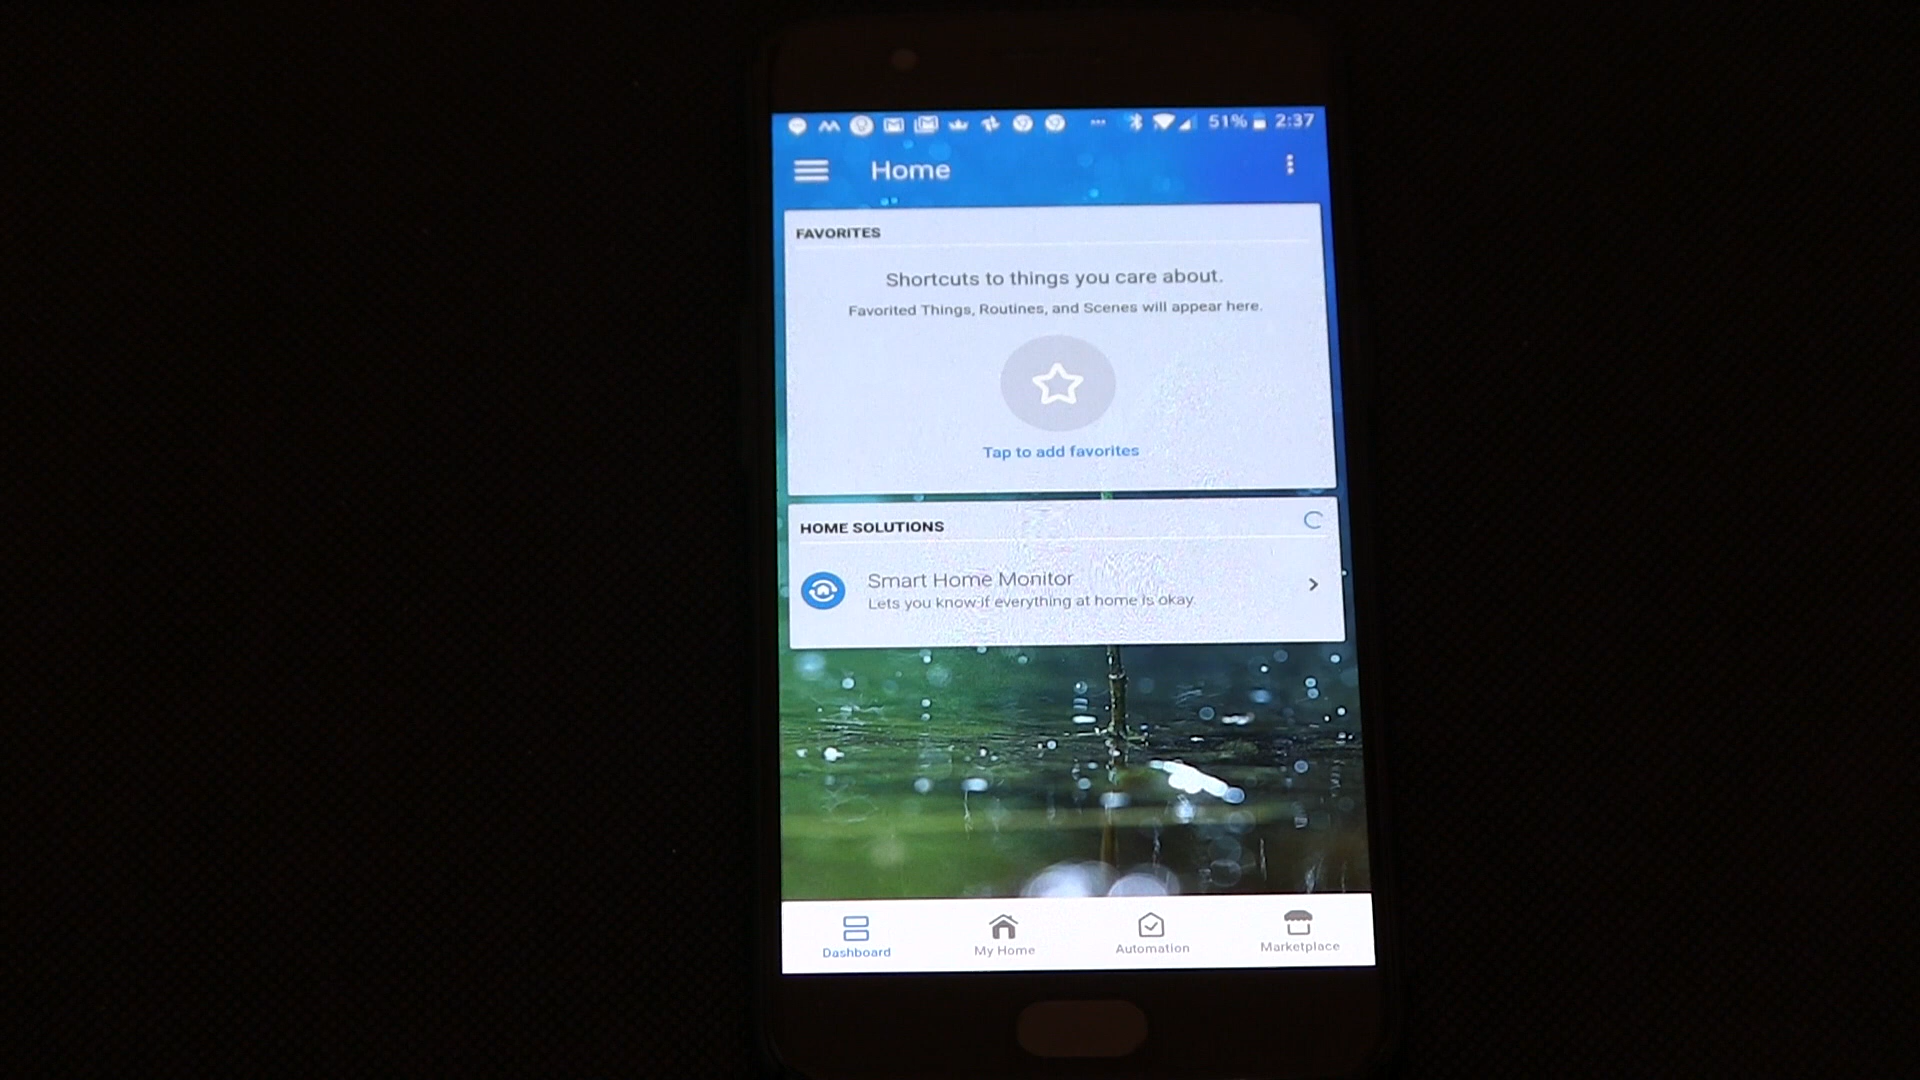 51% 2:37
Home
FAVORITES
Shortcuts to things you care about.
Favorited Things, Routines, and Scenes will appear here.
Tap to add favorites
HOME SOLUTIONS
Smart Home Monitor
Lets you know if everything at home is okay.
Dashboard
My Home
Automation
Marketplace